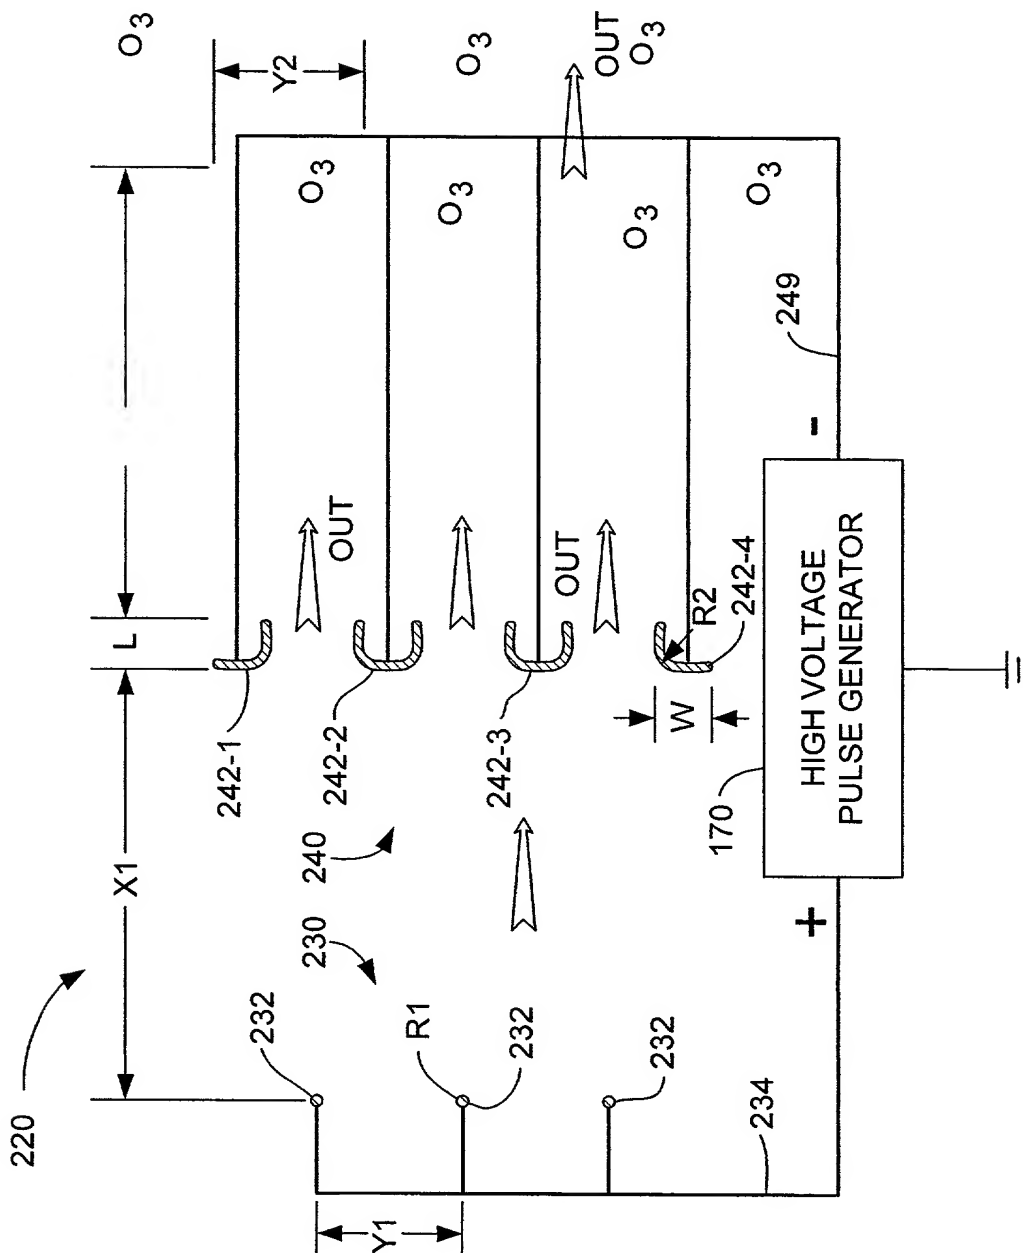 220
X1
L
Y2
O3
O3
OUT
O3
232
R1
232
232
234
Y1
230
240
242-1
242-2
242-3
242-4
R2
W
OUT
OUT
O3
O3
O3
O3
+
170
HIGH VOLTAGE
PULSE GENERATOR
-
249